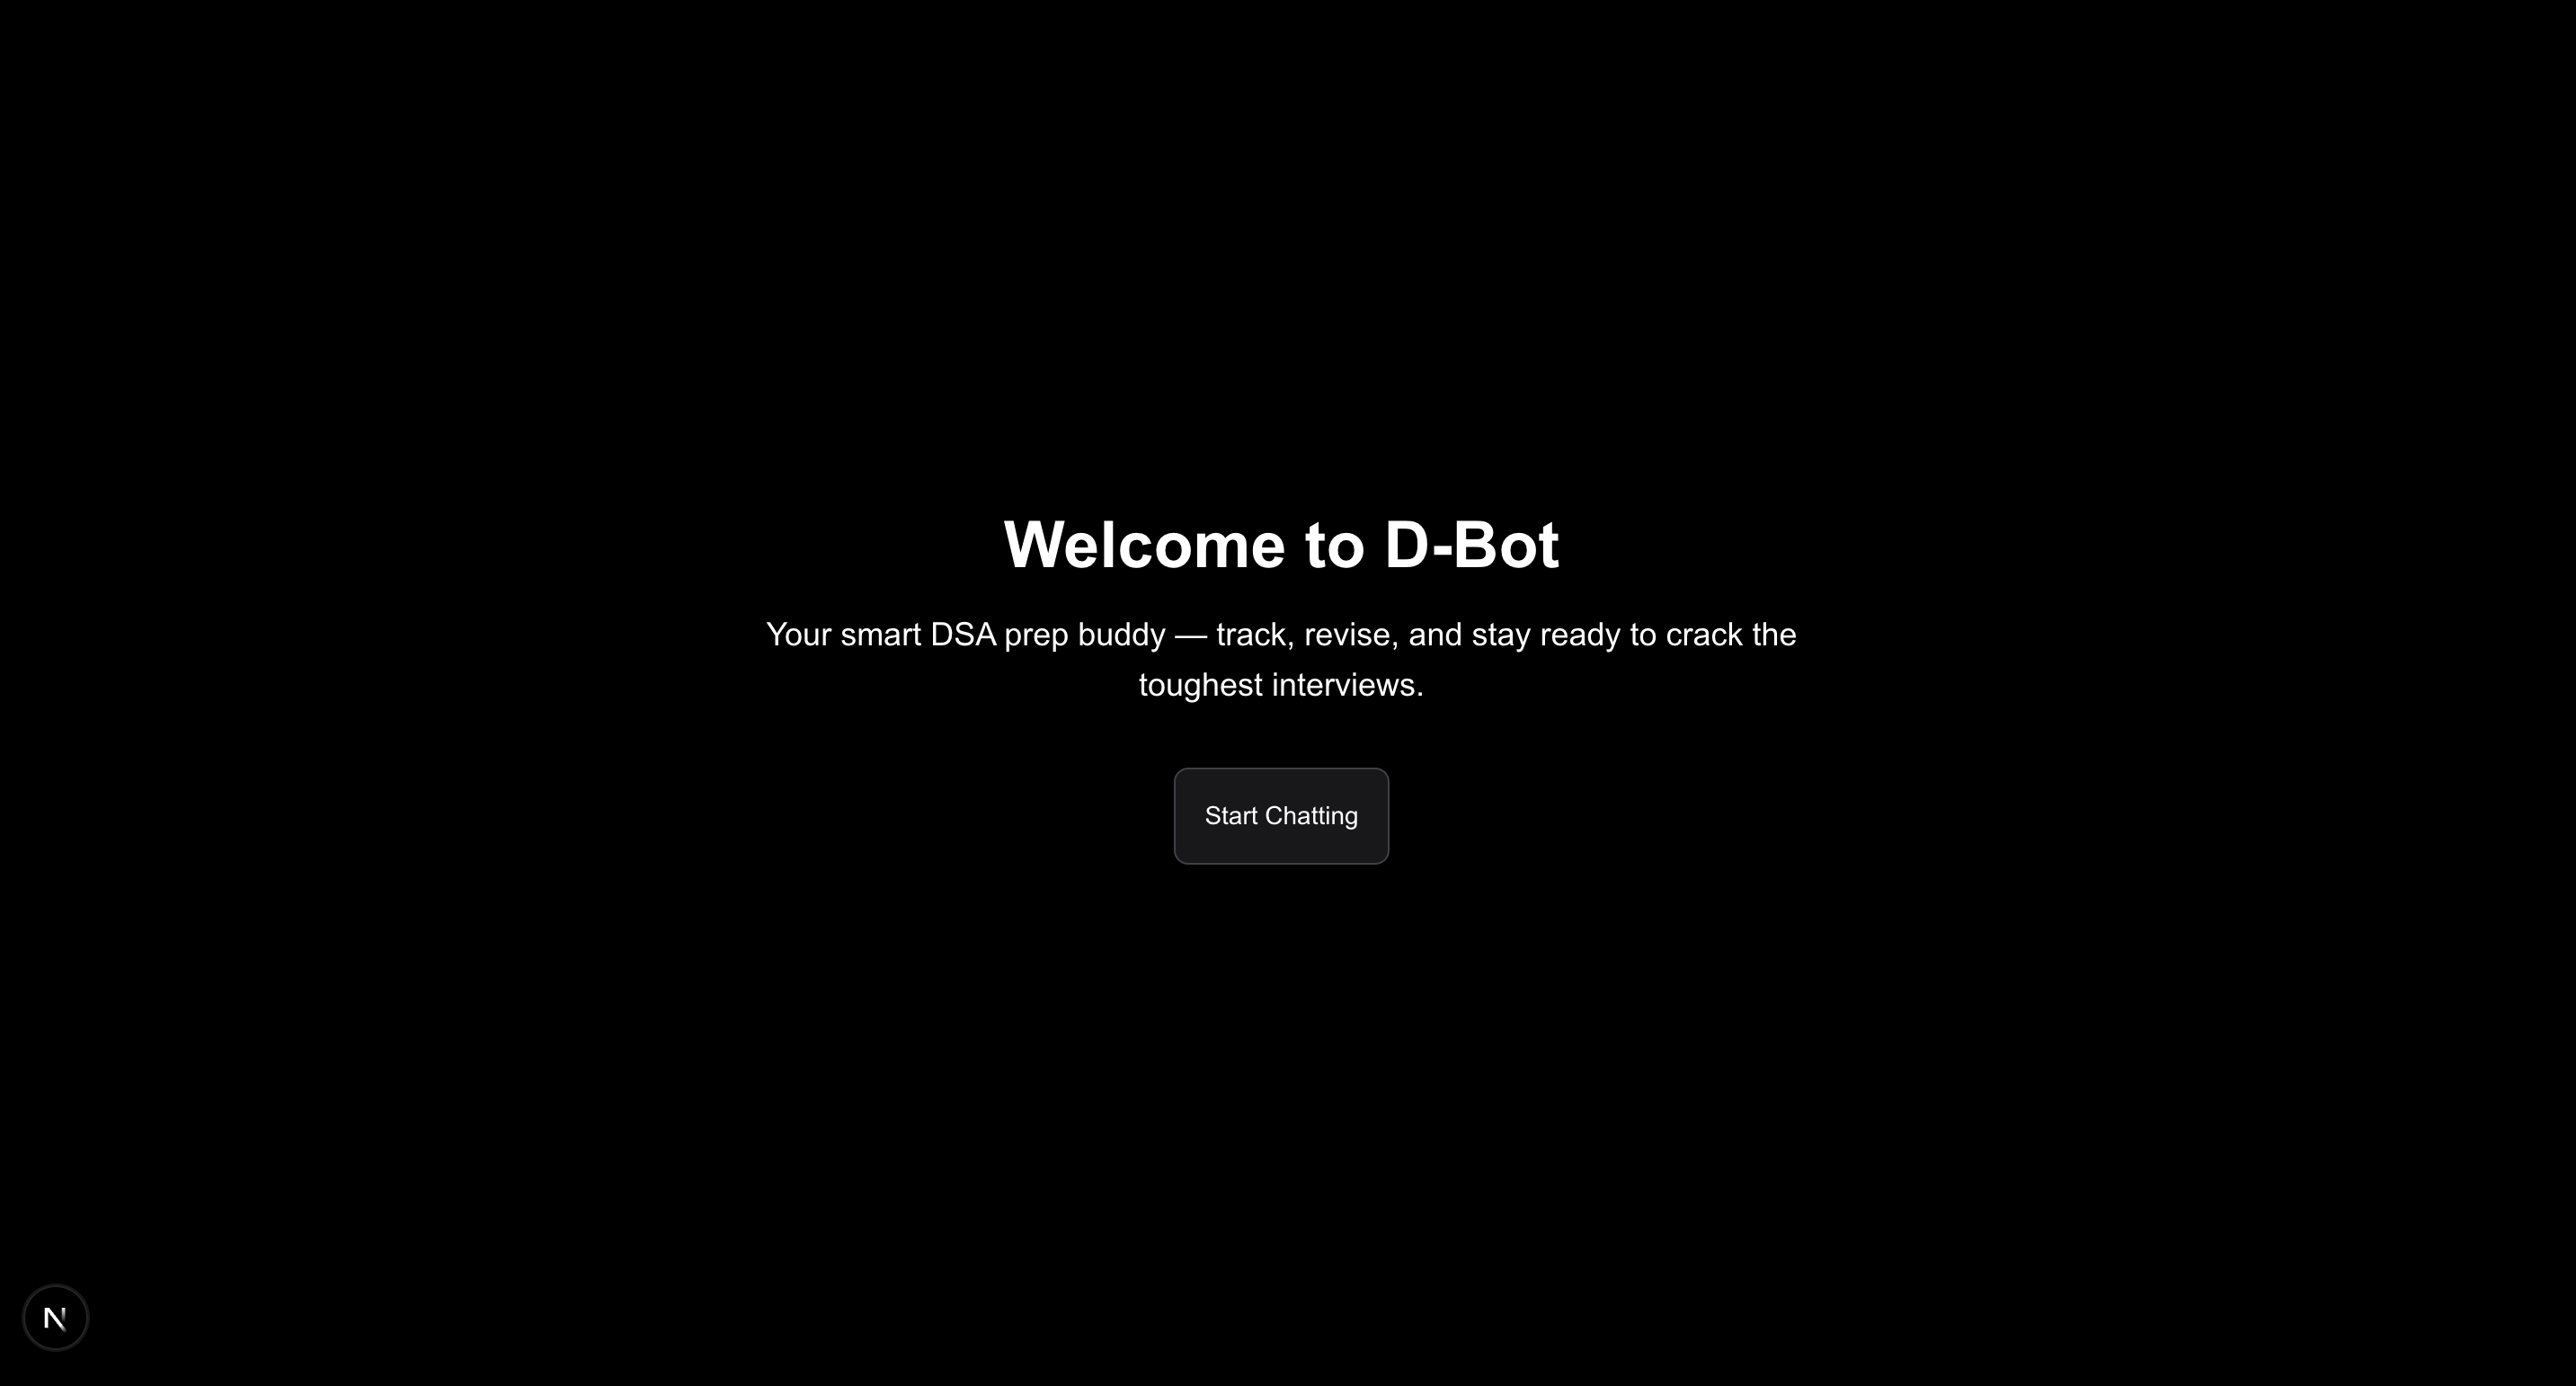 Welcome to D-Bot
Your smart DSA prep buddy — track, revise, and stay ready to crack the
toughest interviews.
Start Chatting
N